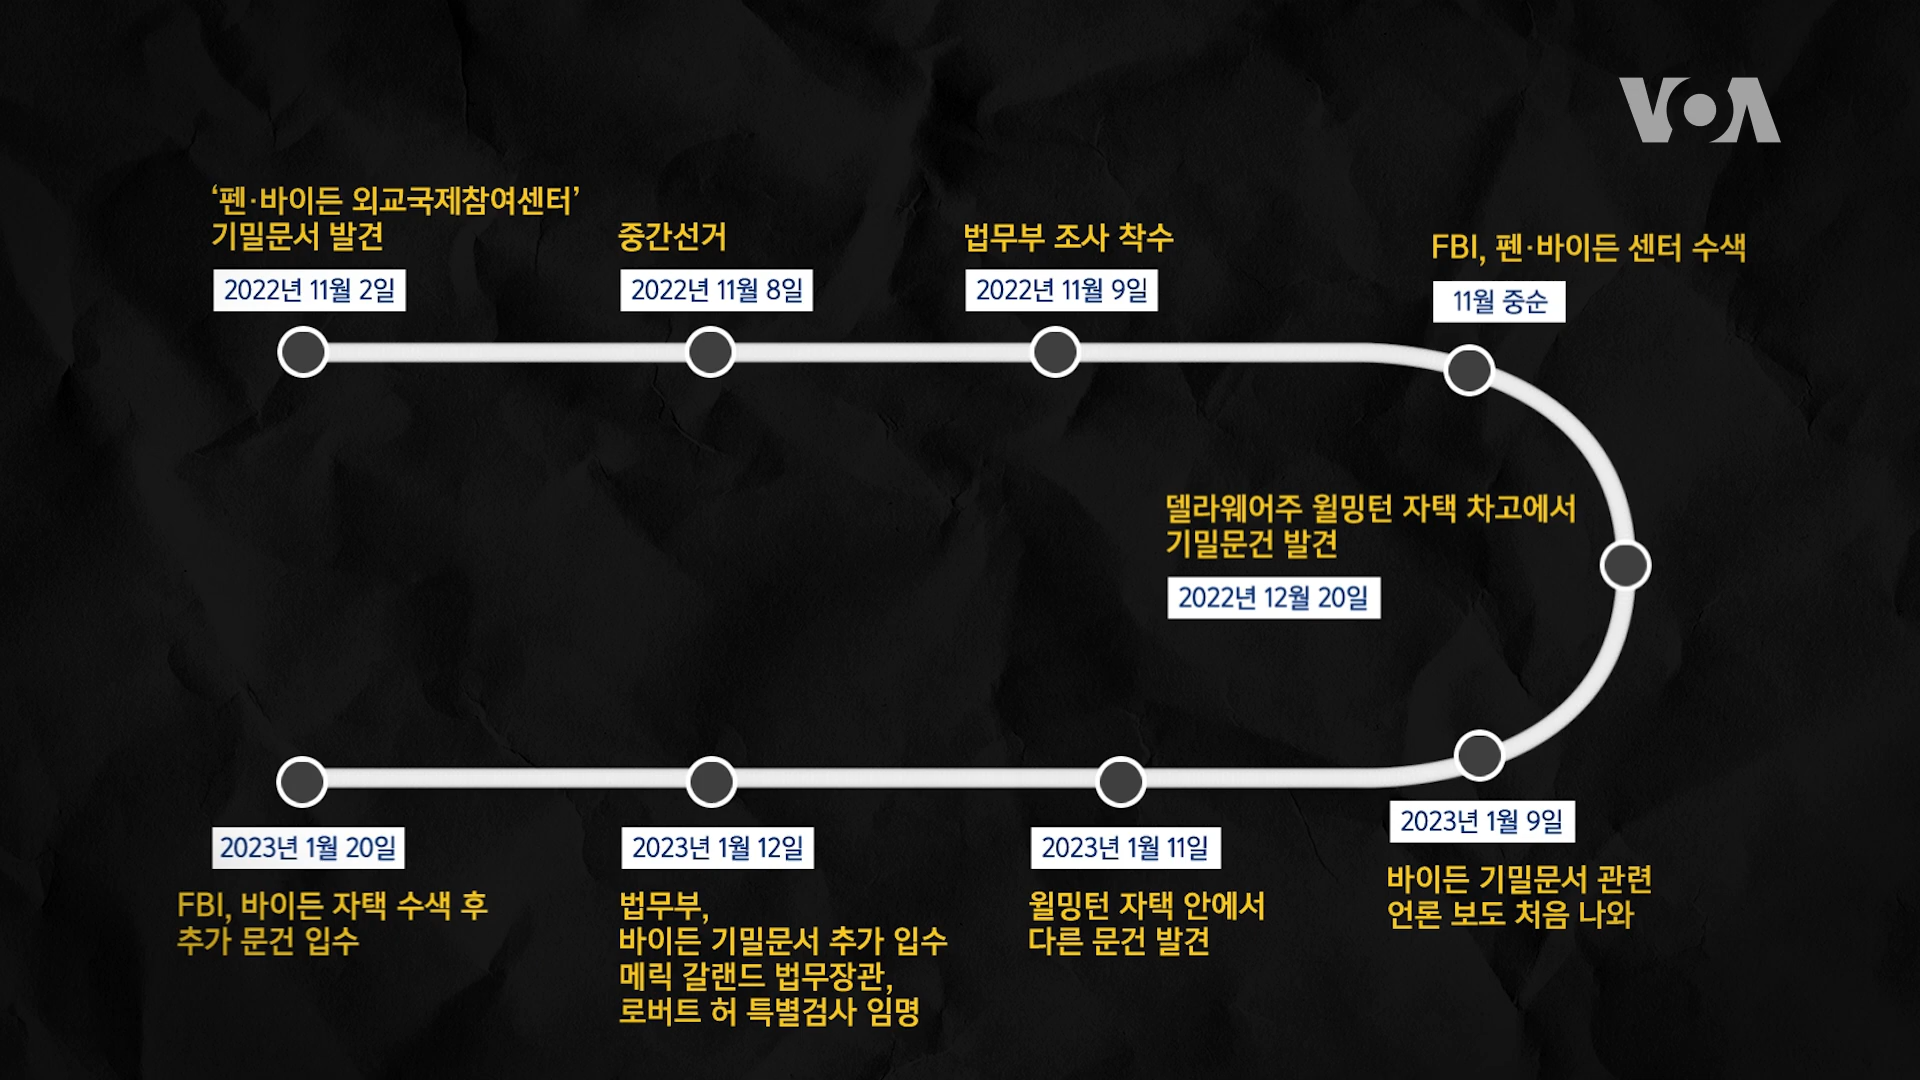 VOA
‘펜·바이든 외교국제참여센터’
기밀문서 발견
2022년 11월 2일
중간선거
2022년 11월 8일
법무부 조사 착수
2022년 11월 9일
FBI, 펜·바이든 센터 수색
11월 중순
델라웨어주 윌밍턴 자택 차고에서
기밀문건 발견
2022년 12월 20일
2023년 1월 9일
바이든 기밀문서 관련
언론 보도 처음 나와
2023년 1월 11일
윌밍턴 자택 안에서
다른 문건 발견
2023년 1월 12일
법무부,
바이든 기밀문서 추가 입수
메릭 갈랜드 법무장관,
로버트 허 특별검사 임명
2023년 1월 20일
FBI, 바이든 자택 수색 후
추가 문건 입수